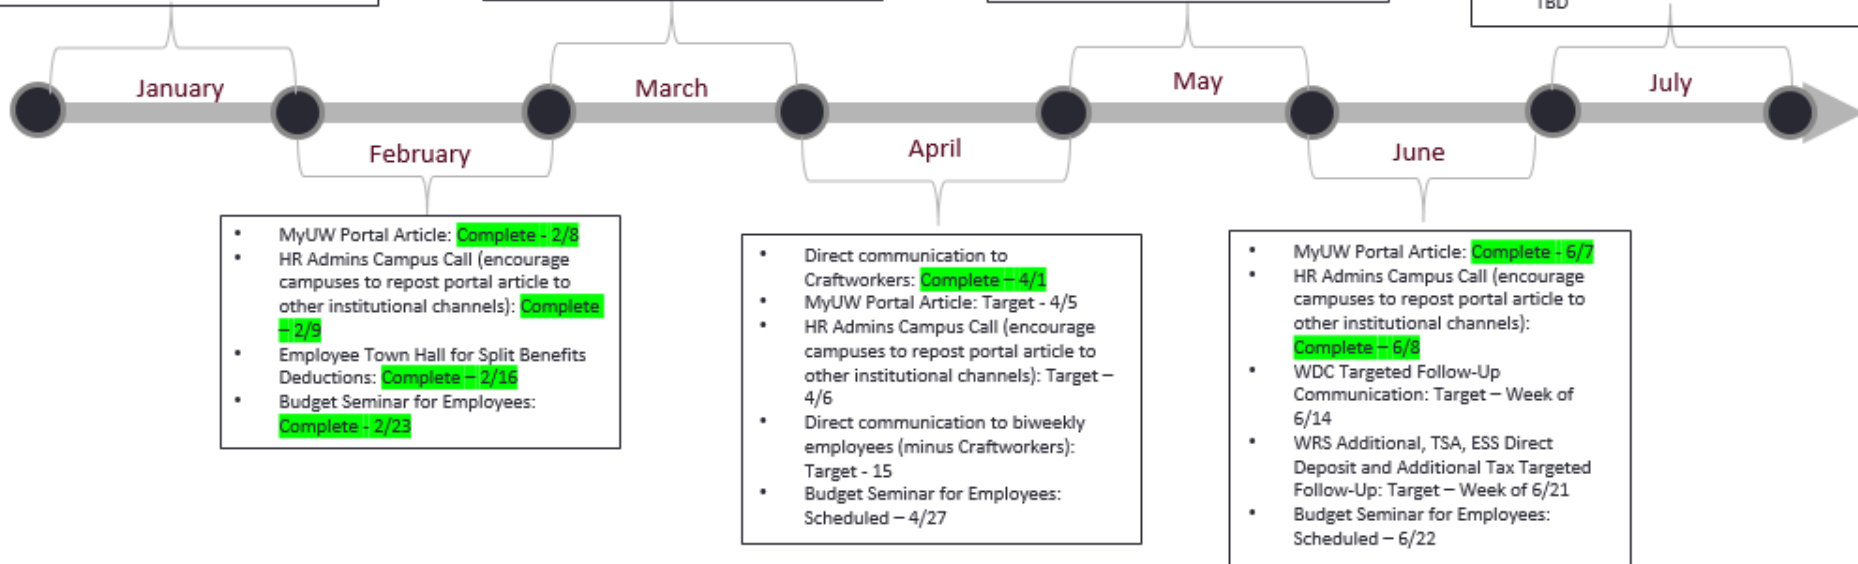 TBD
January
March
May
July
February
April
June
• MyUW Portal Article: Complete - 2/8
• HR Admins Campus Call (encourage
campuses to repost portal article to
other institutional channels): Complete
– 2/9
• Employee Town Hall for Split Benefits
Deductions: Complete – 2/16
• Budget Seminar for Employees:
Complete - 2/23
• Direct communication to
Craftworkers: Complete – 4/1
• MyUW Portal Article: Target - 4/5
• HR Admins Campus Call (encourage
campuses to repost portal article to
other institutional channels): Target –
4/6
• Direct communication to biweekly
employees (minus Craftworkers):
Target - 15
• Budget Seminar for Employees:
Scheduled – 4/27
• MyUW Portal Article: Complete - 6/7
• HR Admins Campus Call (encourage
campuses to repost portal article to
other institutional channels):
Complete – 6/8
• WDC Targeted Follow-Up
Communication: Target – Week of
6/14
• WRS Additional, TSA, ESS Direct
Deposit and Additional Tax Targeted
Follow-Up: Target – Week of 6/21
• Budget Seminar for Employees:
Scheduled – 6/22